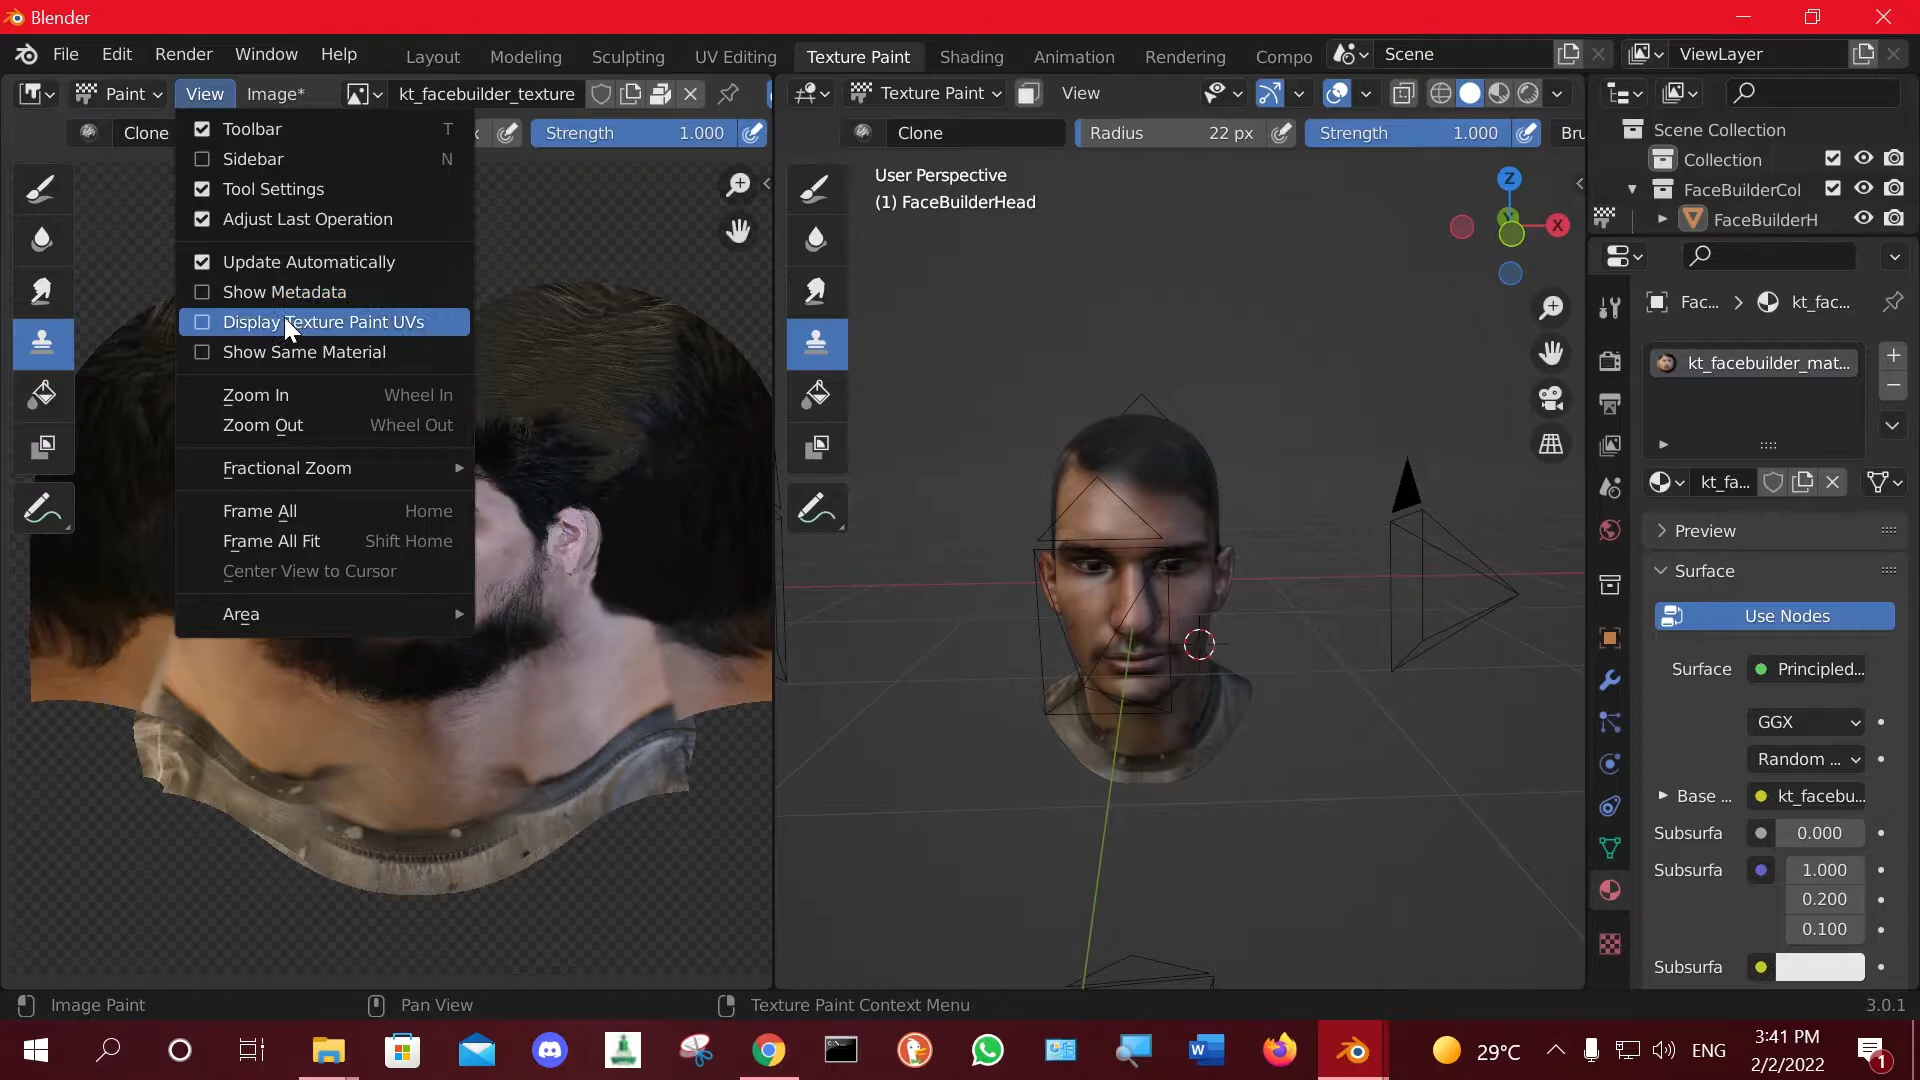 Blender
File Edit Render Window Help Layout Modeling Sculpting UV Editing Texture Paint Shading Animation Rendering Compo Scene ViewLayer
Paint View Image* kt_facebuilder_texture Texture Paint View
Clone Strength 1.000 Clone Radius 22 px Strength 1.000 Bru
Toolbar T
Sidebar N
Tool Settings
Adjust Last Operation
Update Automatically
Show Metadata
Display Texture Paint UVs
Show Same Material
Zoom In Wheel In
Zoom Out Wheel Out
Fractional Zoom
Frame All Home
Frame All Fit Shift Home
Center View to Cursor
Area
User Perspective
(1) FaceBuilderHead
Z
Y
X
Scene Collection
Collection
FaceBuilderCol
FaceBuilderH
Fac... kt_fac...
kt_facebuilder_mat...
kt_fa...
Preview
Surface
Use Nodes
Surface Principled...
GGX
Random ...
Base ... kt_facebu...
Subsurfa 0.000
Subsurfa 1.000
0.200
0.100
Subsurfa
Image Paint Pan View Texture Paint Context Menu 3.0.1
29°C ENG 3:41 PM
2/2/2022
1